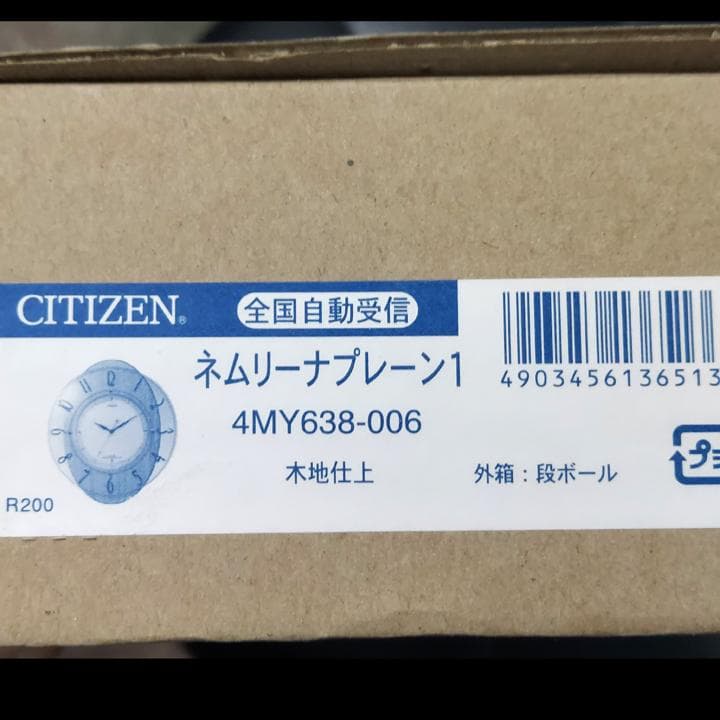 CITIZEN® 全国自動受信
ネムリーナプレーン1
4903456136513
4MY638-006
木地仕上
外箱：段ボール
R200